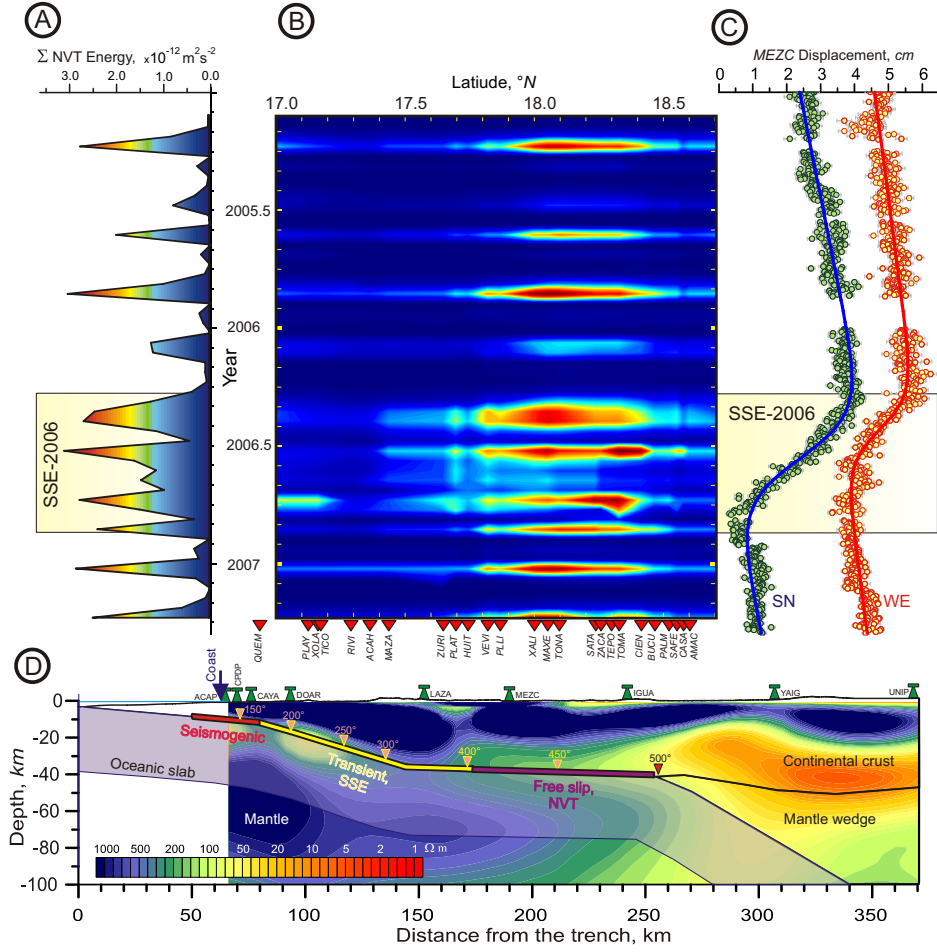 A
B
C
Σ NVT Energy, x10-12 m2s-2
3.0 2.0 1.0 0.0
Latiude, °N
17.0 17.5 18.0 18.5
MEZC Displacement, cm
0 1 2 3 4 5 6
2005.5
2006
Year
2006.5
2007
SSE-2006
SSE-2006
SN
WE
QUEM PLAY XOLA TICO RIVI ACAH MAZA ZURI PLAT HUIT VEVI PLLI XALI MAXE TONA SATA ZACA TEPO TOMA CIEN BUCU PALM SAFE DASA AMAC
D
Coast
ACAP CPDP CAYA DOAR LAZA MEZC IGUA YAIG UNIP
0
-20
-40
-60
-80
-100
Depth, km
150° 200° 250° 300° 400° 450° 500°
Seismogenic
Transient,
SSE
Free slip,
NVT
Oceanic slab
Continental crust
Mantle
Mantle wedge
1000 500 200 100 50 20 10 5 2 1 Ω m
0 50 100 150 200 250 300 350
Distance from the trench, km